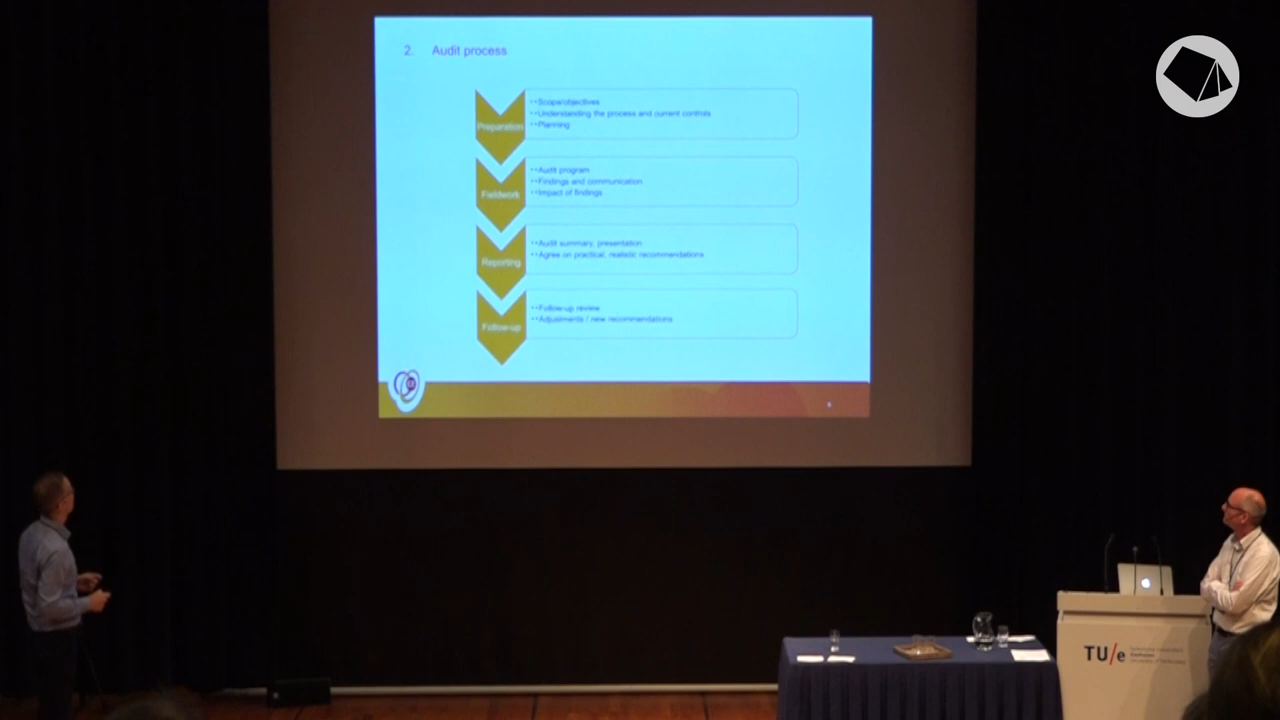 2. Audit process
Preparation
··Scope/objectives
··Understanding the process and current controls
··Planning
Fieldwork
··Audit program
··Findings and communication
··Impact of findings
Reporting
··Audit summary, presentation
··Agree on practical, realistic recommendations
Follow-up
··Follow-up review
··Adjustments / new recommendations
TU/e